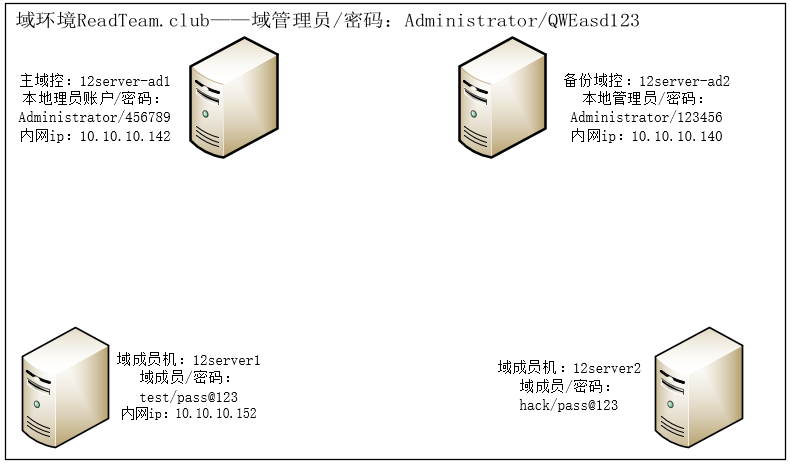 域环境ReadTeam.club——域管理员/密码：Administrator/QWEasd123
主域控：12server-ad1
本地理员账户/密码：
Administrator/456789
内网ip：10.10.10.142
备份域控：12server-ad2
本地管理员/密码：
Administrator/123456
内网ip：10.10.10.140
域成员机：12server1
域成员/密码：
test/pass@123
内网ip：10.10.10.152
域成员机：12server2
域成员/密码：
hack/pass@123